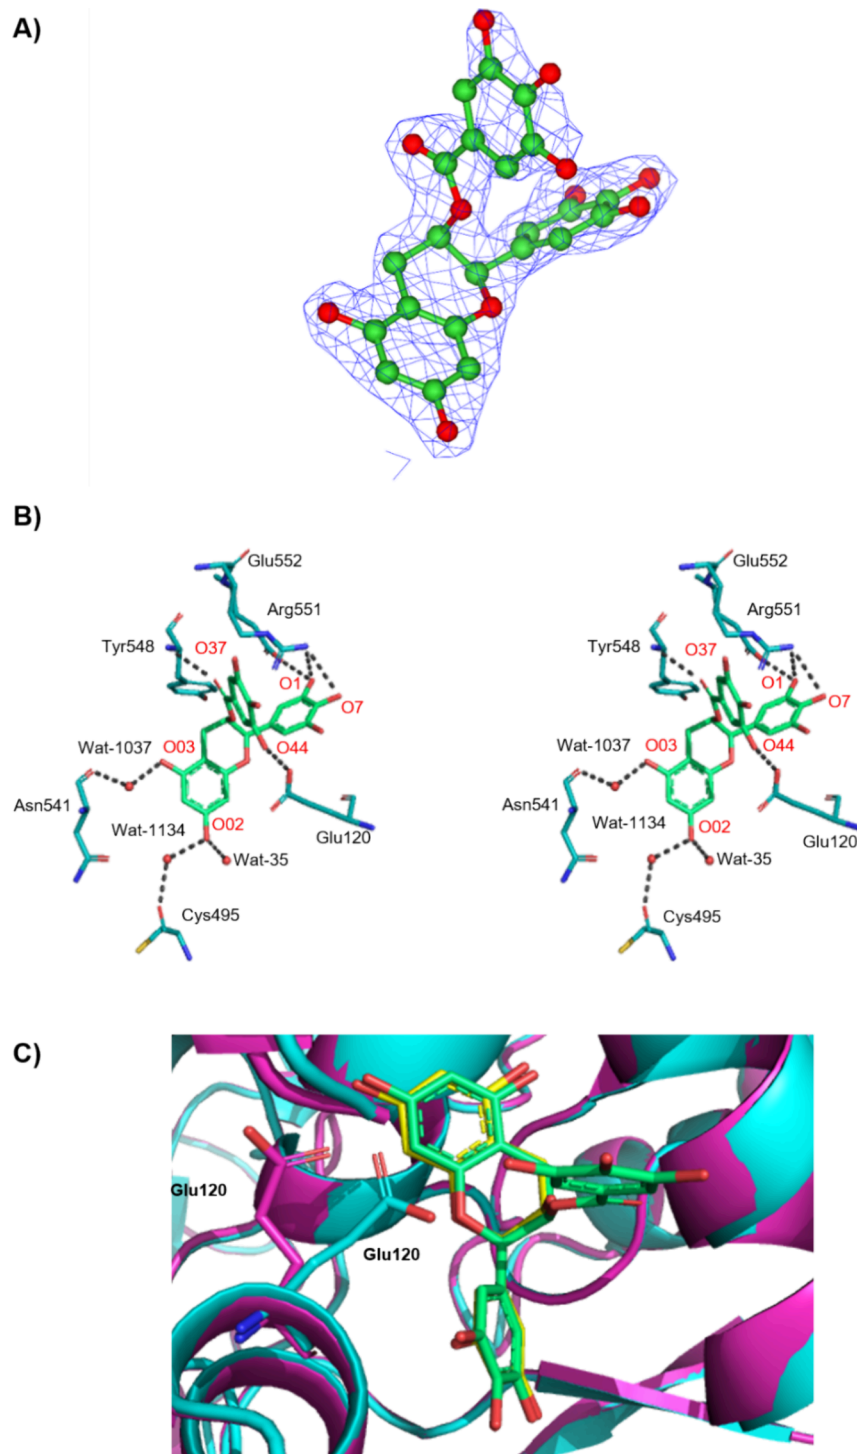 A)
B)
Glu552
Arg551
Tyr548
O37
O1
O7
Wat-1037
O03
O44
Asn541
Wat-1134
O02
Glu120
Wat-35
Cys495
Glu552
Arg551
Tyr548
O37
O1
O7
Wat-1037
O03
O44
Asn541
Wat-1134
O02
Glu120
Wat-35
Cys495
C)
Glu120
Glu120